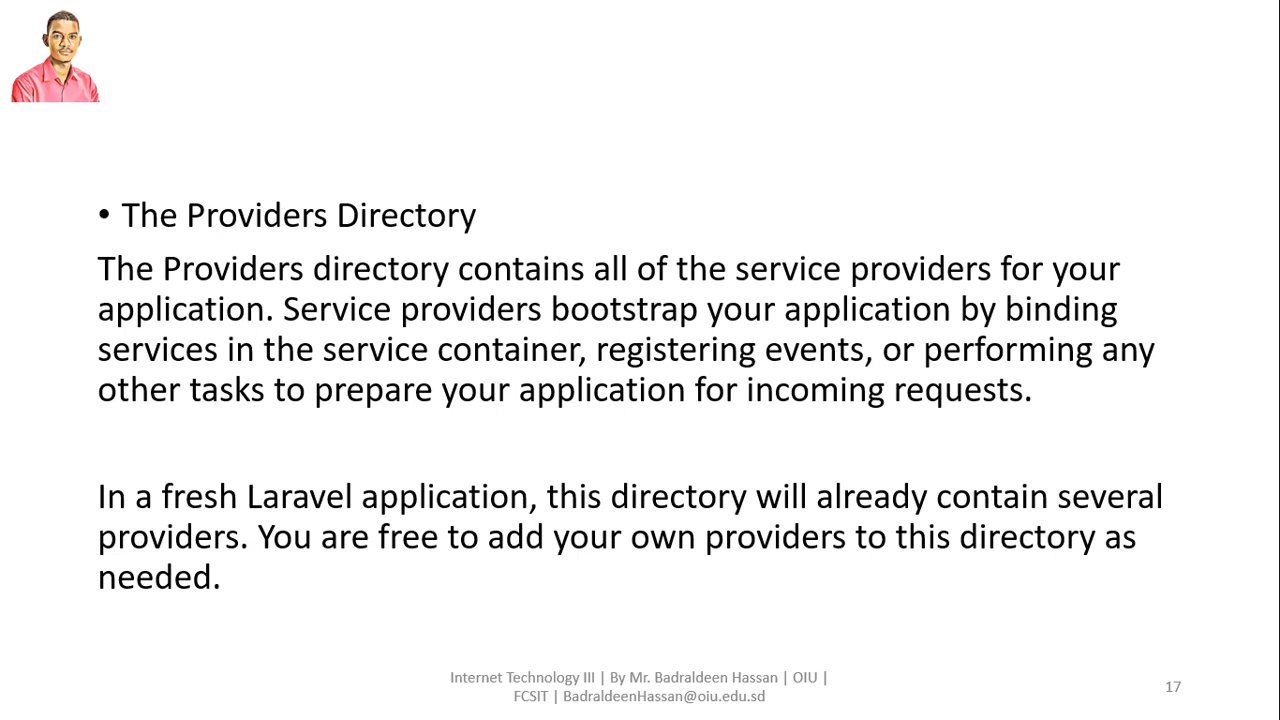 • The Providers Directory
The Providers directory contains all of the service providers for your
application. Service providers bootstrap your application by binding
services in the service container, registering events, or performing any
other tasks to prepare your application for incoming requests.
In a fresh Laravel application, this directory will already contain several
providers. You are free to add your own providers to this directory as
needed.
Internet Technology III | By Mr. Badraldeen Hassan | OIU |
FCSIT | BadraldeenHassan@oiu.edu.sd
17